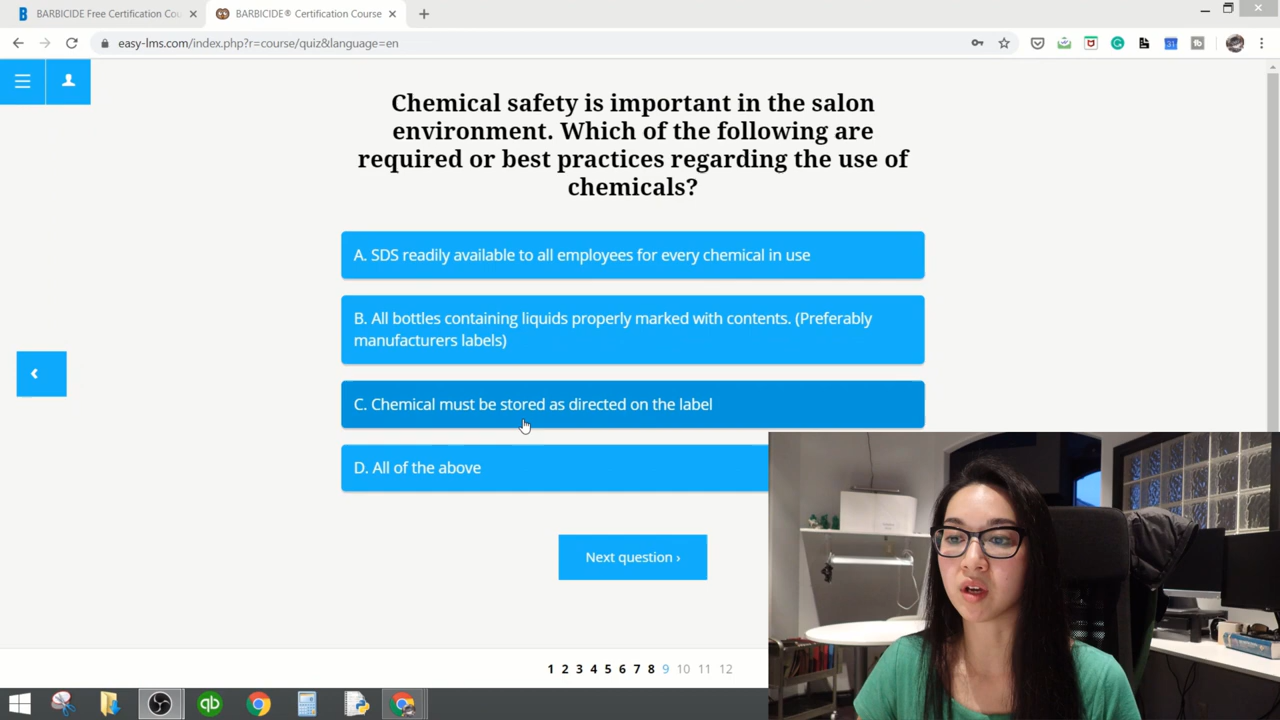 BARBICIDE Free Certification Cou
BARBICIDE® Certification Course
easy-lms.com/index.php?r=course/quiz&language=en
Chemical safety is important in the salon
environment. Which of the following are
required or best practices regarding the use of
chemicals?
A. SDS readily available to all employees for every chemical in use
B. All bottles containing liquids properly marked with contents. (Preferably
manufacturers labels)
C. Chemical must be stored as directed on the label
D. All of the above
Next question ›
1 2 3 4 5 6 7 8 9 10 11 12